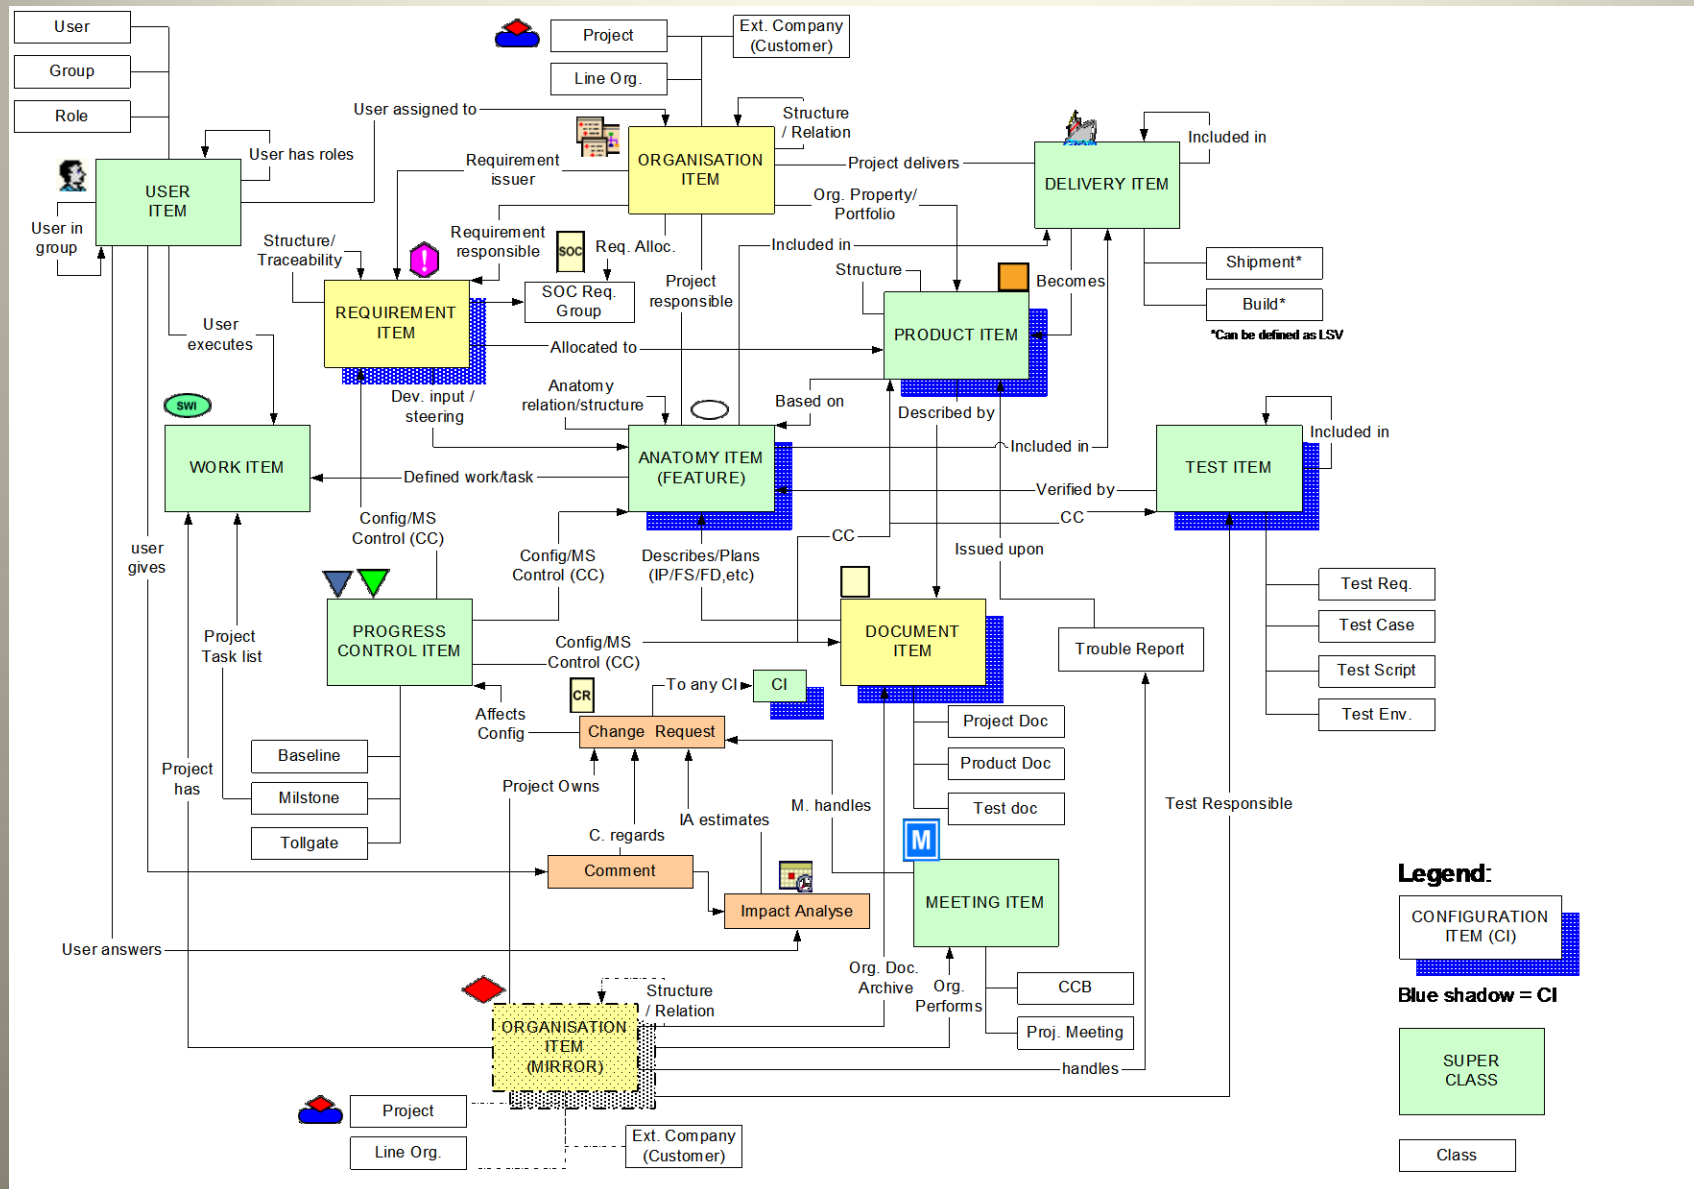 User
Group
Role
Project
Line Org.
Ext. Company
(Customer)
User assigned to
Structure
/ Relation
User has roles
USER
ITEM
User in
group
Requirement
issuer
ORGANISATION
ITEM
Project delivers
DELIVERY ITEM
Included in
Org. Property/
Portfolio
Structure/
Traceability
Requirement
responsible
!
SOC
Req. Alloc.
Included in
Structure
Becomes
Shipment*
Build*
*Can be defined as LSV
SOC Req.
Group
Project
responsible
REQUIREMENT
ITEM
User
executes
PRODUCT ITEM
Allocated to
Dev. input /
steering
Anatomy
relation/structure
Based on
Described by
SWI
WORK ITEM
ANATOMY ITEM
(FEATURE)
Included in
TEST ITEM
Included in
Defined work/task
Verified by
Config/MS
Control (CC)
CC
CC
user
gives
Config/MS
Control (CC)
Describes/Plans
(IP/FS/FD,etc)
Issued upon
Test Req.
Test Case
Test Script
Test Env.
PROGRESS
CONTROL ITEM
Project
Task list
Config/MS
Control (CC)
DOCUMENT
ITEM
Trouble Report
To any CI
CI
CR
Affects
Config
Change Request
Project Doc
Product Doc
Test doc
Baseline
Milstone
Tollgate
Project
has
Project Owns
IA estimates
M. handles
Test Responsible
C. regards
M
Comment
Impact Analyse
MEETING ITEM
User answers
Org. Doc.
Archive
Org.
Performs
CCB
Proj. Meeting
Structure
/ Relation
ORGANISATION
ITEM
(MIRROR)
handles
Project
Line Org.
Ext. Company
(Customer)
Legend:
CONFIGURATION
ITEM (CI)
Blue shadow = CI
SUPER
CLASS
Class